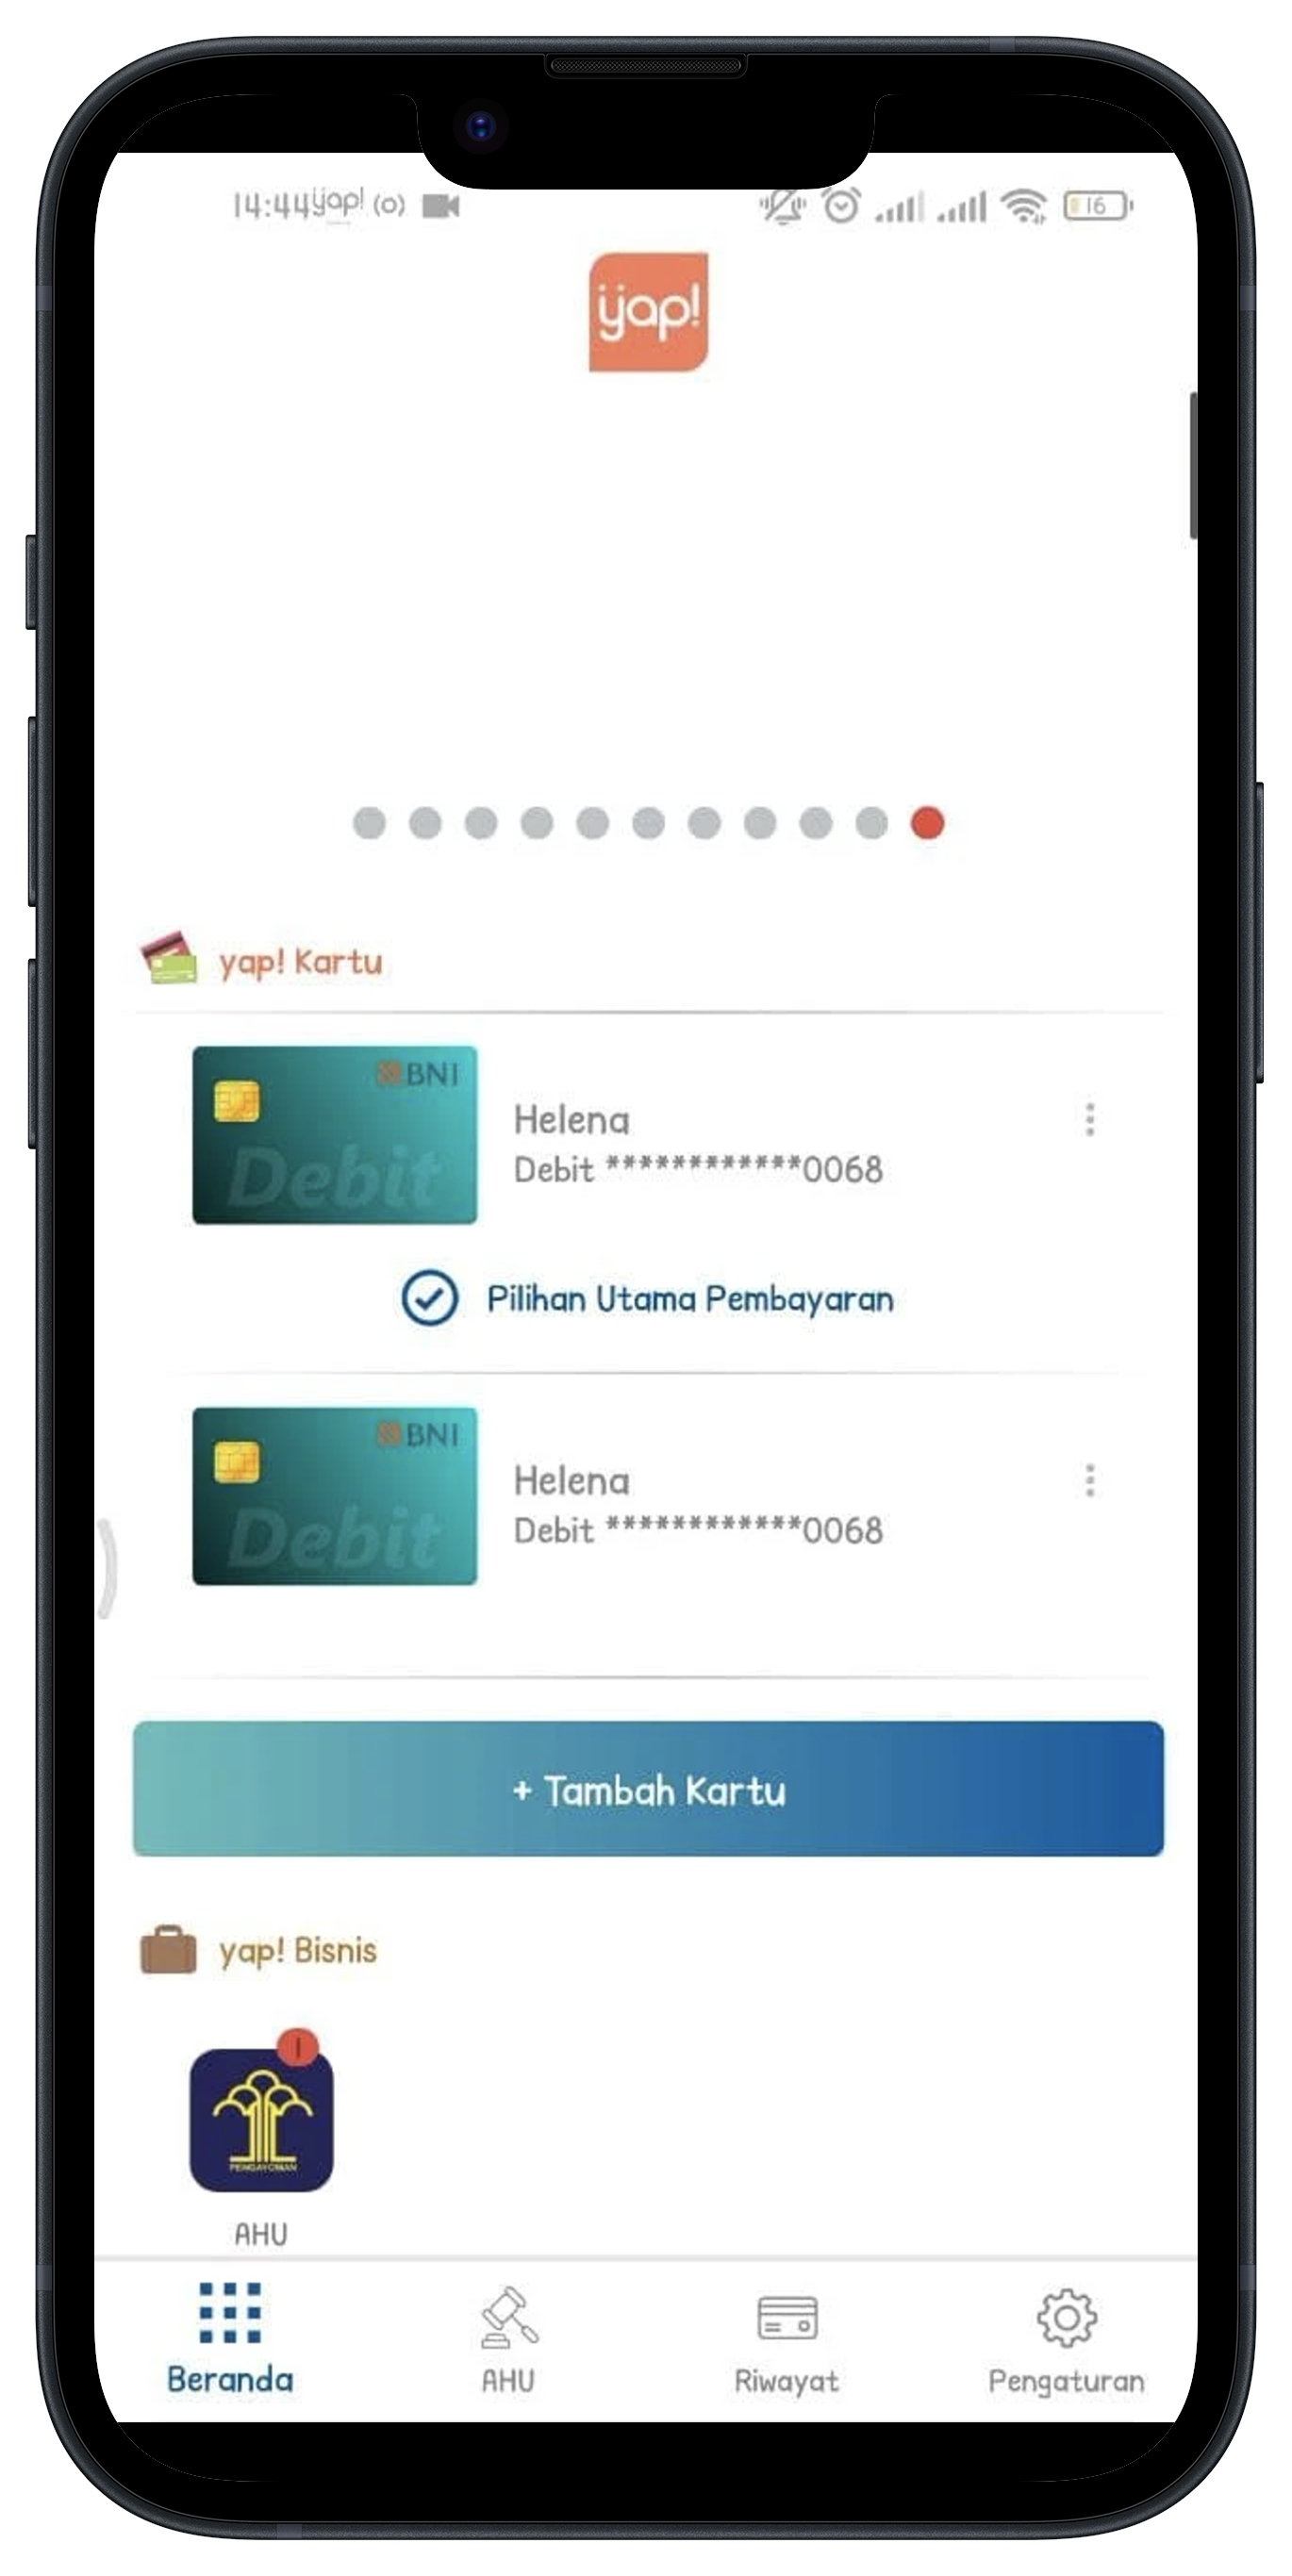 14:44 yap!
16
yap!
yap! Kartu
BNI
Debit
Helena
Debit ************0068
Pilihan Utama Pembayaran
BNI
Debit
Helena
Debit ************0068
+ Tambah Kartu
yap! Bisnis
1
PENGAYOMAN
AHU
Beranda
AHU
Riwayat
Pengaturan